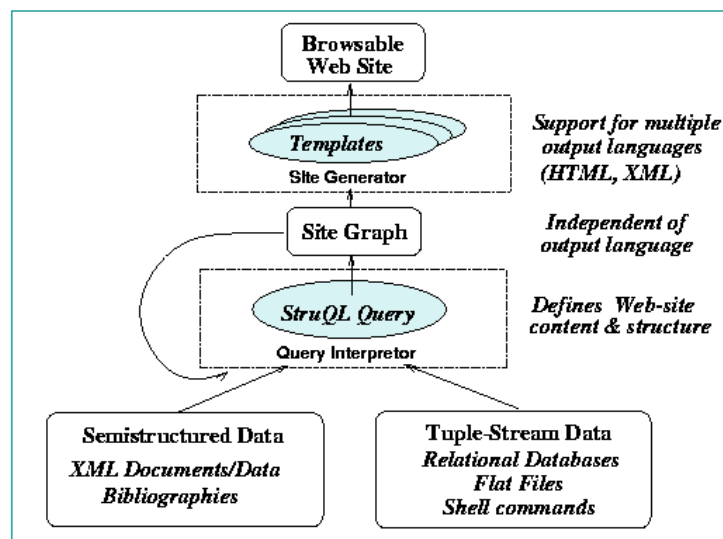 Browsable
Web Site
Templates
Site Generator
Support for multiple
output languages
(HTML, XML)
Site Graph
Independent of
output language
StruQL Query
Query Interpretor
Defines Web-site
content & structure
Semistructured Data
XML Documents/Data
Bibliographies
Tuple-Stream Data
Relational Databases
Flat Files
Shell commands